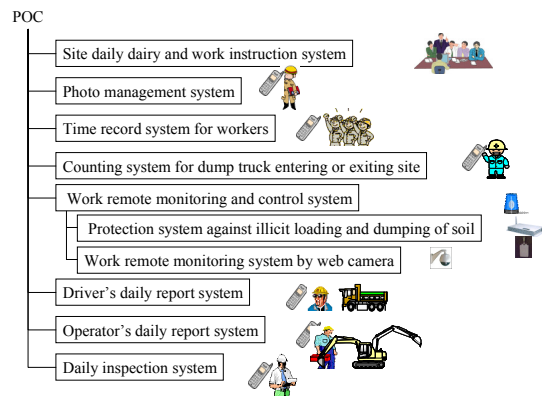 POC
Site daily dairy and work instruction system
Photo management system
Time record system for workers
Counting system for dump truck entering or exiting site
Work remote monitoring and control system
Protection system against illicit loading and dumping of soil
Work remote monitoring system by web camera
Driver’s daily report system
Operator’s daily report system
Daily inspection system